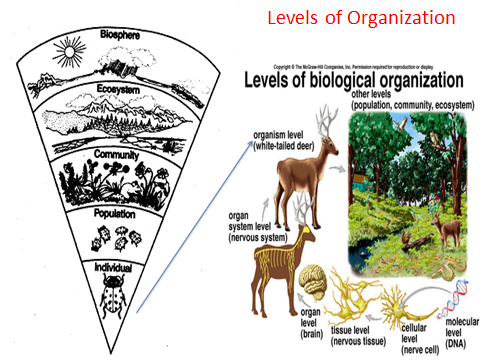 Levels of Organization
Biosphere
Ecosystem
Community
Population
Individual
Copyright © The McGraw-Hill Companies, Inc. Permission required for reproduction or display.
Levels of biological organization
other levels
(population, community, ecosystem)
organism level
(white-tailed deer)
organ
system level
(nervous system)
organ
level
(brain)
tissue level
(nervous tissue)
cellular
level
(nerve cell)
molecular
level
(DNA)